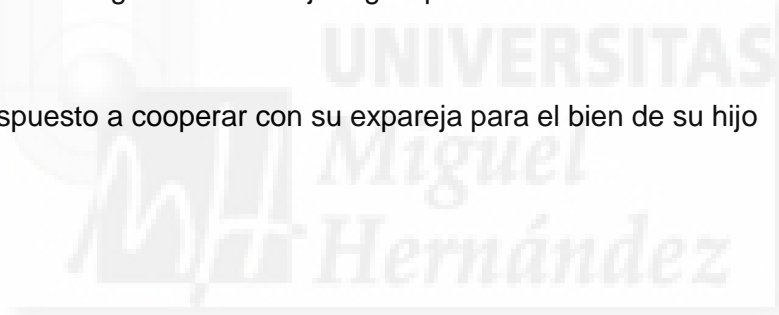 spuesto a cooperar con su expareja para el bien de su hijo
UNIVERSITAS
Miguel
Hernández